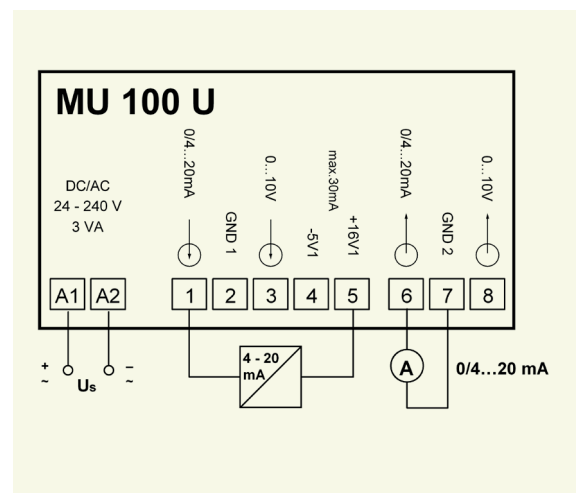 MU 100 U
DC/AC
24 - 240 V
3 VA
0/4...20mA
GND 1
0...10V
-5V1
max.30mA
+16V1
0/4...20mA
GND 2
0...10V
A1 A2 1 2 3 4 5 6 7 8
+
~
Us
–
~
4 - 20
mA
A
0/4...20 mA